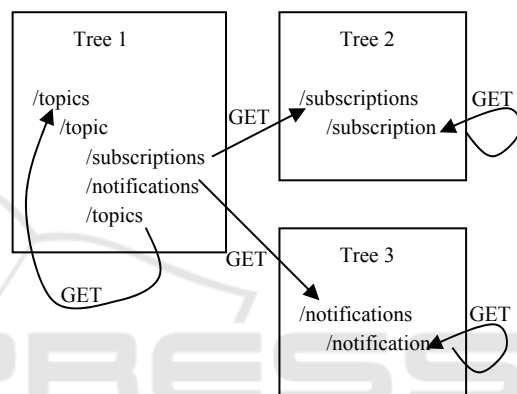 Tree 1
/topics
/topic
/subscriptions
/notifications
/topics
GET
GET
GET
Tree 2
/subscriptions
/subscription
GET
Tree 3
/notifications
/notification
GET
PRESS